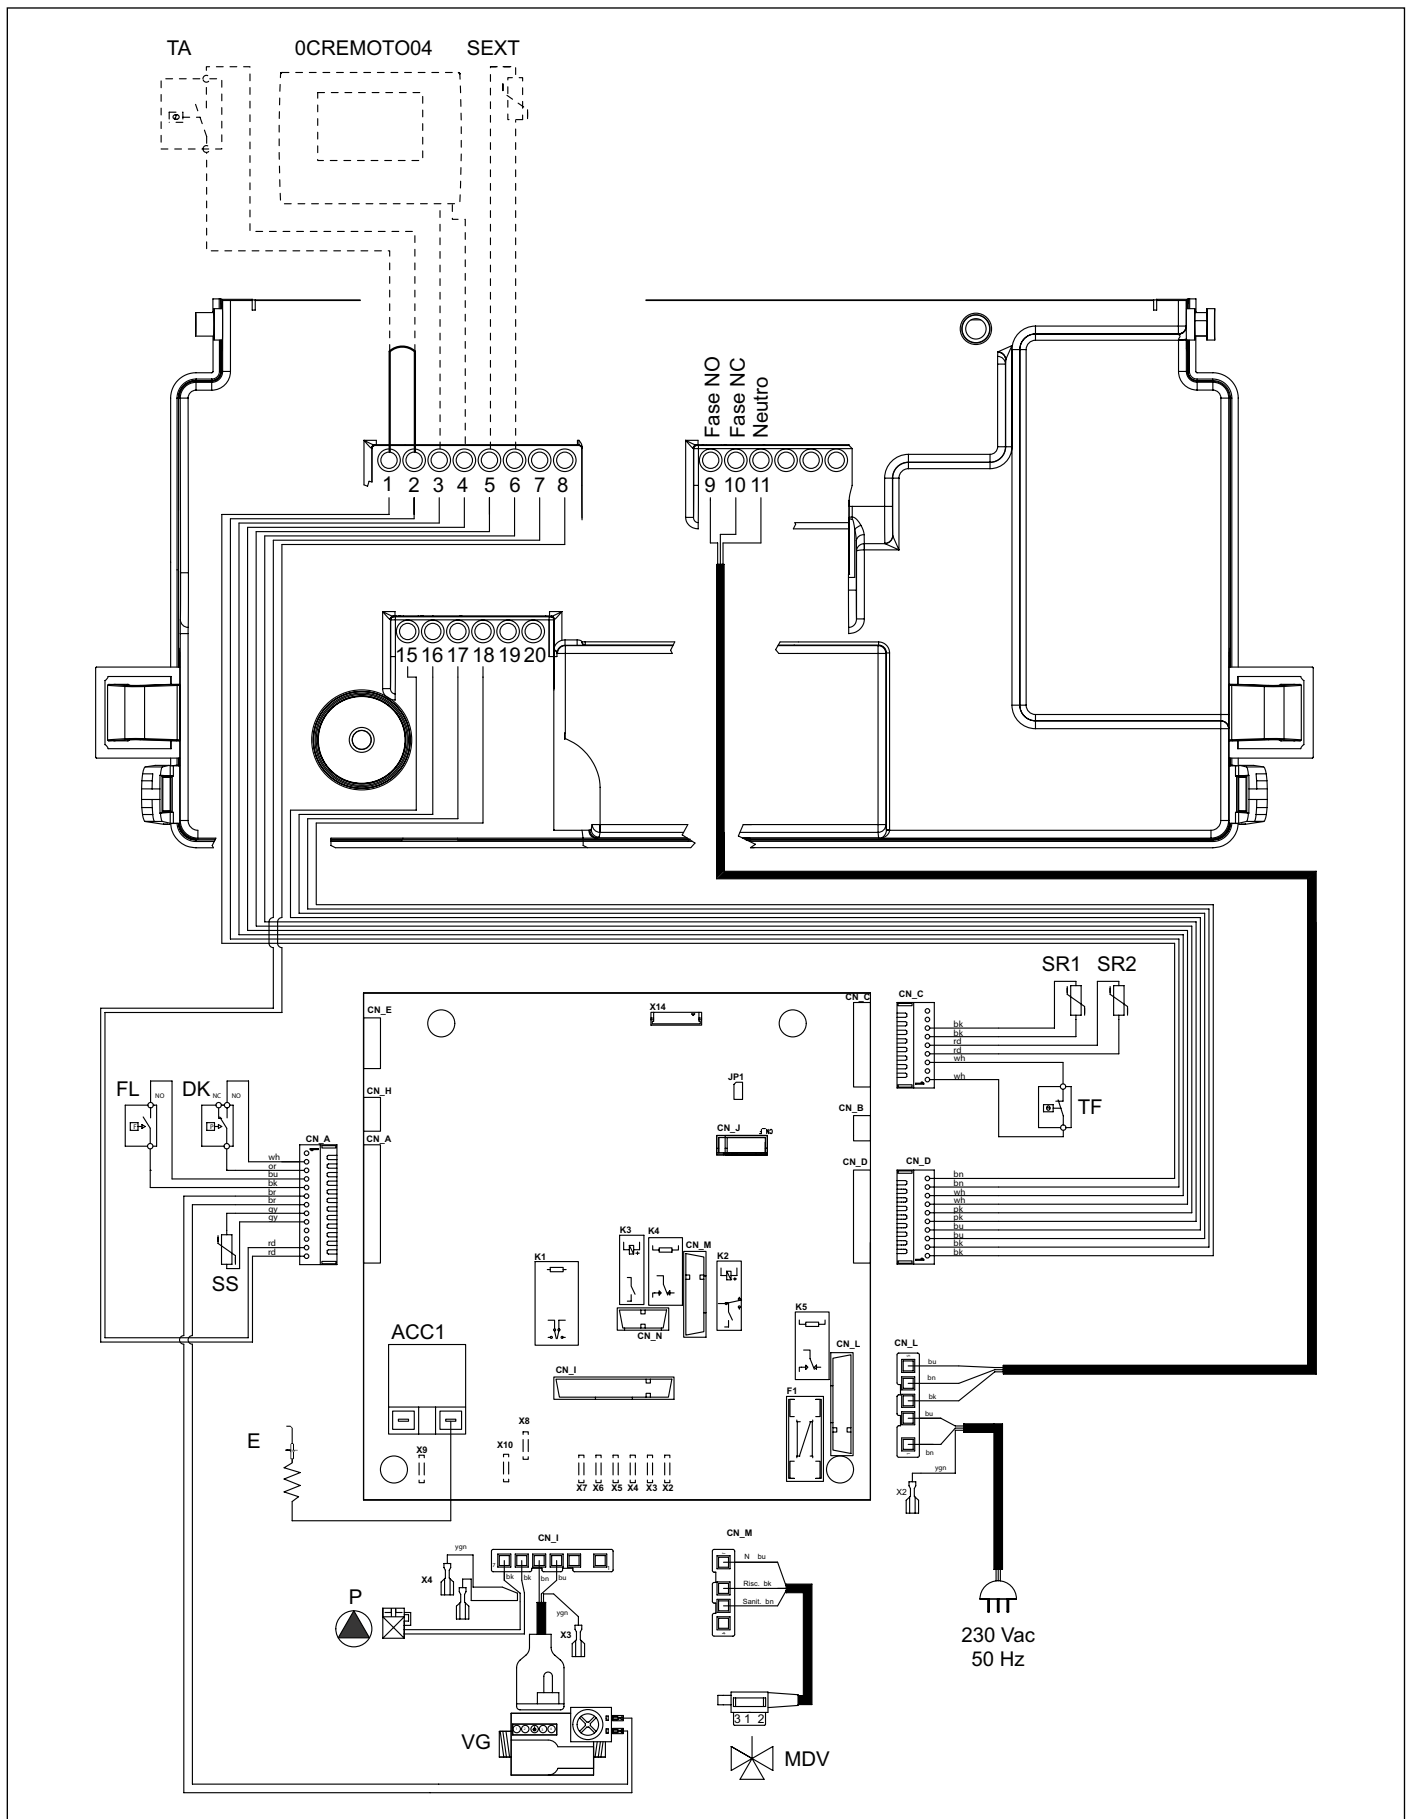 TA 0CREMOTO04 SEXT
Fase NO
Fase NC
Neutro
1 2 3 4 5 6 7 8
9 10 11
15 16 17 18 19 20
SR1 SR2
CN_E
X14
CN_C
CN_C
bk
bk
rd
rd
wh
wh
TF
FL
NO
DK
NC
NO
CN_H
JP1
CN_B
CN_J
CN_A
CN_A
wh
or
bu
bk
br
br
gy
gy
rd
rd
SS
CN_D
CN_D
bn
bn
wh
wh
pk
pk
bu
bu
bk
bk
K3
K4
CN_M
K2
K1
CN_N
K5
ACC1
CN_I
CN_L
F1
CN_L
bu
bn
bk
bu
bn
ygn
X2
E
X8
X9
X10
X7 X6 X5 X4 X3 X2
CN_I
ygn
bk bk bn bu
X4
ygn
X3
P
VG
CN_M
N bu
Risc. bk
Sanit. bn
3 1 2
MDV
230 Vac
50 Hz